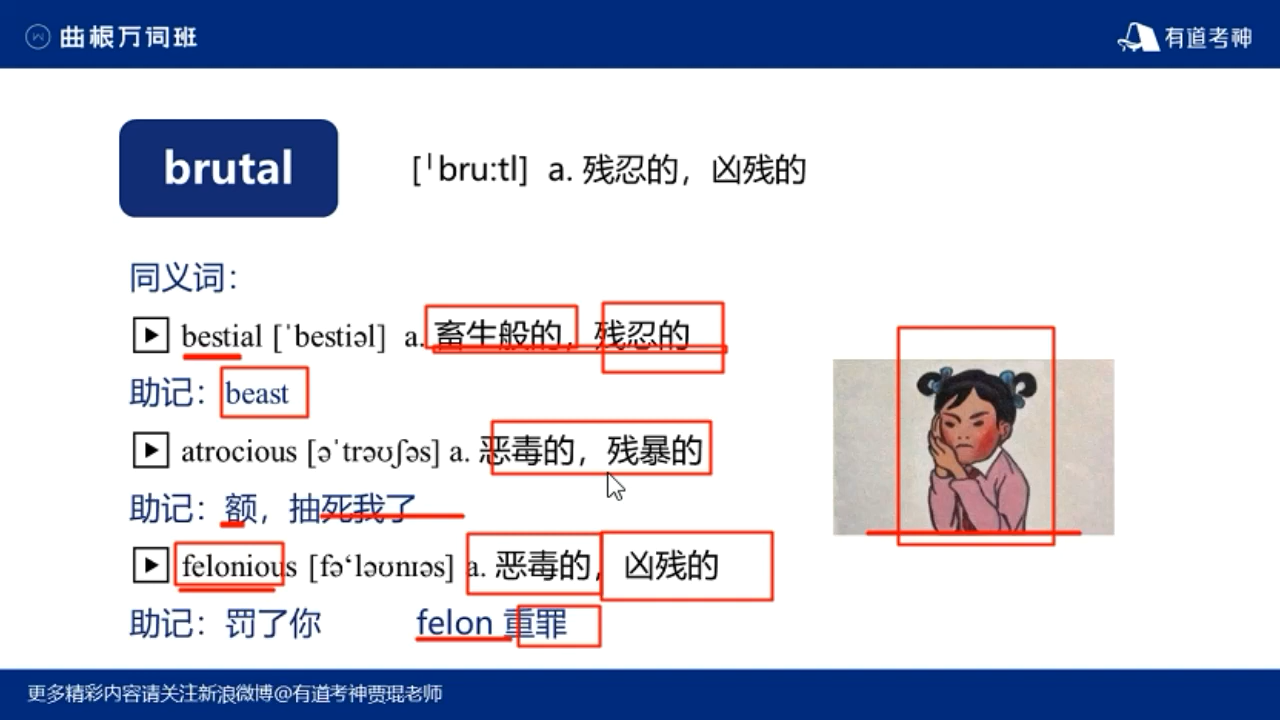 曲根万词班
有道考神
brutal
[ˈbru:tl] a. 残忍的，凶残的
同义词：
bestial [ˈbestiəl] a. 畜生般的，残忍的
助记：beast
atrocious [əˈtrəʊʃəs] a. 恶毒的，残暴的
助记：额，抽死我了
felonious [fə‘ləʊnɪəs] a. 恶毒的，凶残的
助记：罚了你 felon 重罪
更多精彩内容请关注新浪微博@有道考神贾琨老师